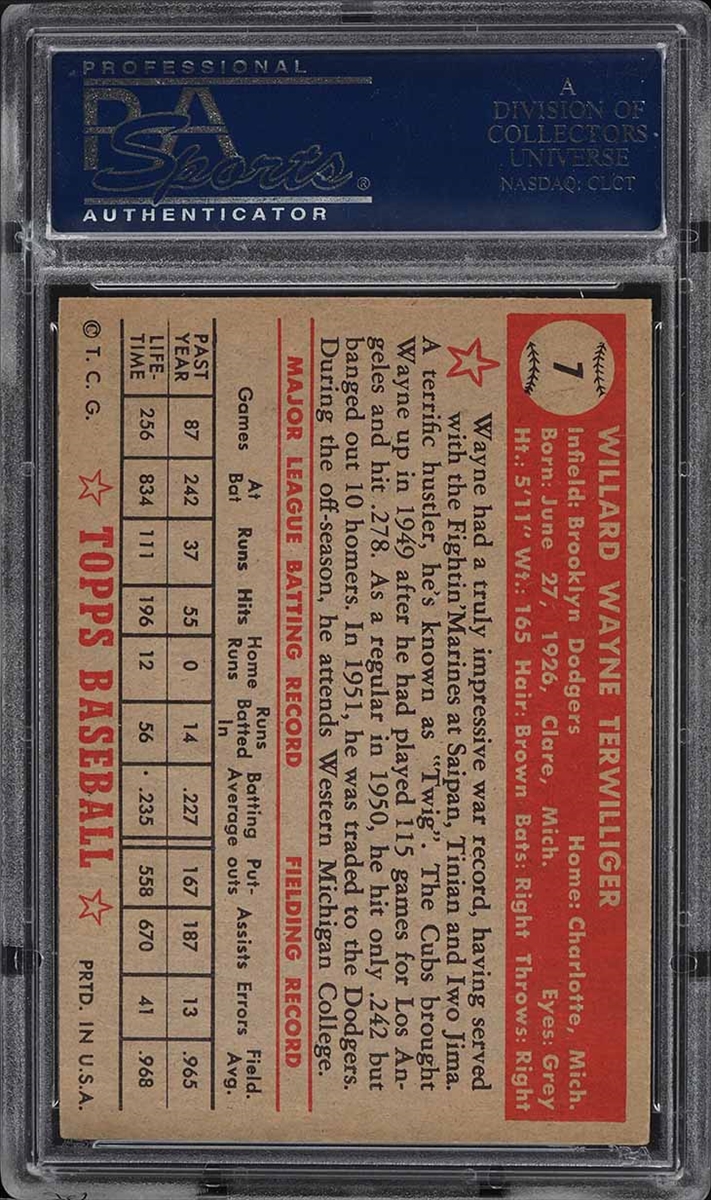 PROFESSIONAL
PSA
Sports®
AUTHENTICATOR
A
DIVISION OF
COLLECTORS
UNIVERSE
NASDAQ: CLCT
7
WILLARD WAYNE TERWILLIGER
Infield: Brooklyn Dodgers Home: Charlotte, Mich.
Born: June 27, 1926, Clare, Mich. Eyes: Grey
Ht.: 5'11" Wt.: 165 Hair: Brown Bats: Right Throws: Right
Wayne had a truly impressive war record, having served
with the Fightin' Marines at Saipan, Tinian and Iwo Jima.
A terrific hustler, he's known as "Twig". The Cubs brought
Wayne up in 1949 after he had played 115 games for Los An-
geles and hit .278. As a regular in 1950, he hit only .242 but
banged out 10 homers. In 1951, he was traded to the Dodgers.
During the off-season, he attends Western Michigan College.
MAJOR LEAGUE BATTING RECORD FIELDING RECORD
Games At Bat Runs Hits Home Runs Runs Batted In Batting Average Put-outs Assists Errors Field. Avg.
PAST YEAR 87 242 37 55 0 14 .227 167 187 13 .965
LIFE-TIME 256 834 111 196 12 56 .235 558 670 41 .968
© T. C. G. TOPPS BASEBALL PRTD. IN U.S.A.